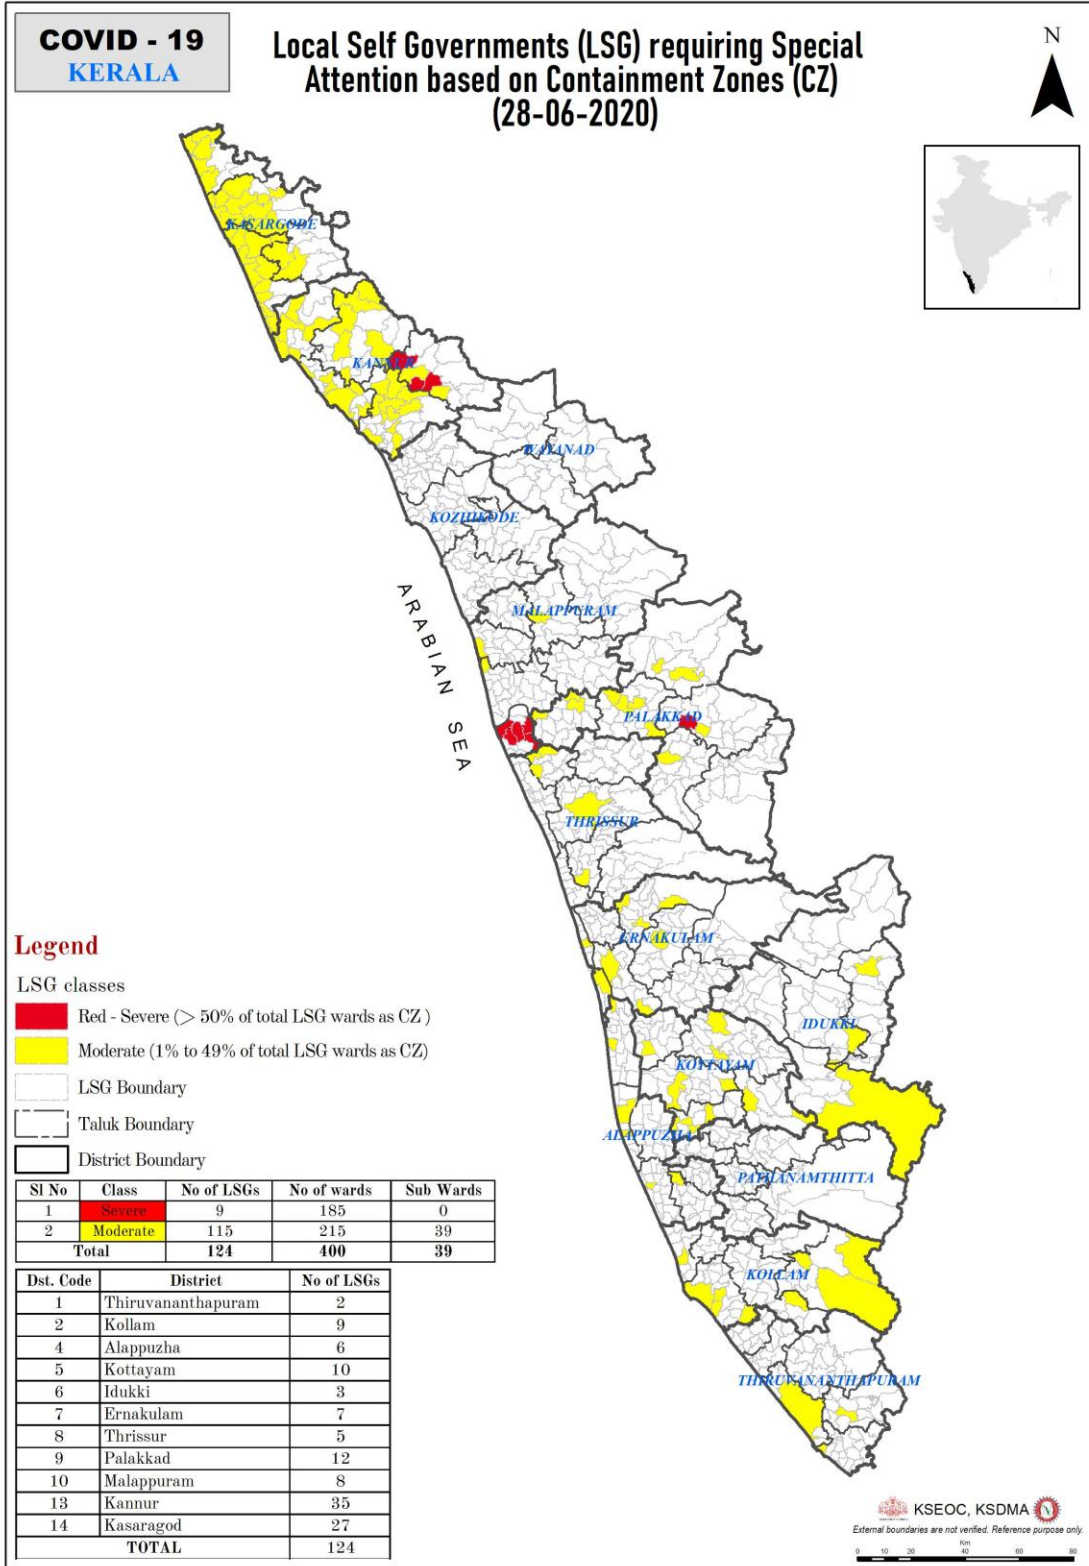 COVID - 19
KERALA
Local Self Governments (LSG) requiring Special
Attention based on Containment Zones (CZ)
(28-06-2020)
N
KASARGODE
KANNUR
WAYANAD
KOZHIKODE
MALAPPURAM
ARABIAN SEA
PALAKKAD
THRISSUR
ERNAKULAM
IDUKKI
KOTTAYAM
ALAPPUZHA
PATHANAMTHITTA
KOLLAM
THIRUVANANTHAPURAM
Legend
LSG classes
Red - Severe (> 50% of total LSG wards as CZ )
Moderate (1% to 49% of total LSG wards as CZ)
LSG Boundary
Taluk Boundary
District Boundary
Sl No Class No of LSGs No of wards Sub Wards
1 Severe 9 185 0
2 Moderate 115 215 39
Total 124 400 39
Dst. Code District No of LSGs
1 Thiruvananthapuram 2
2 Kollam 9
4 Alappuzha 6
5 Kottayam 10
6 Idukki 3
7 Ernakulam 7
8 Thrissur 5
9 Palakkad 12
10 Malappuram 8
13 Kannur 35
14 Kasaragod 27
TOTAL 124
KSEOC, KSDMA
External boundaries are not verified. Reference purpose only.
Km
0 10 20 40 60 80